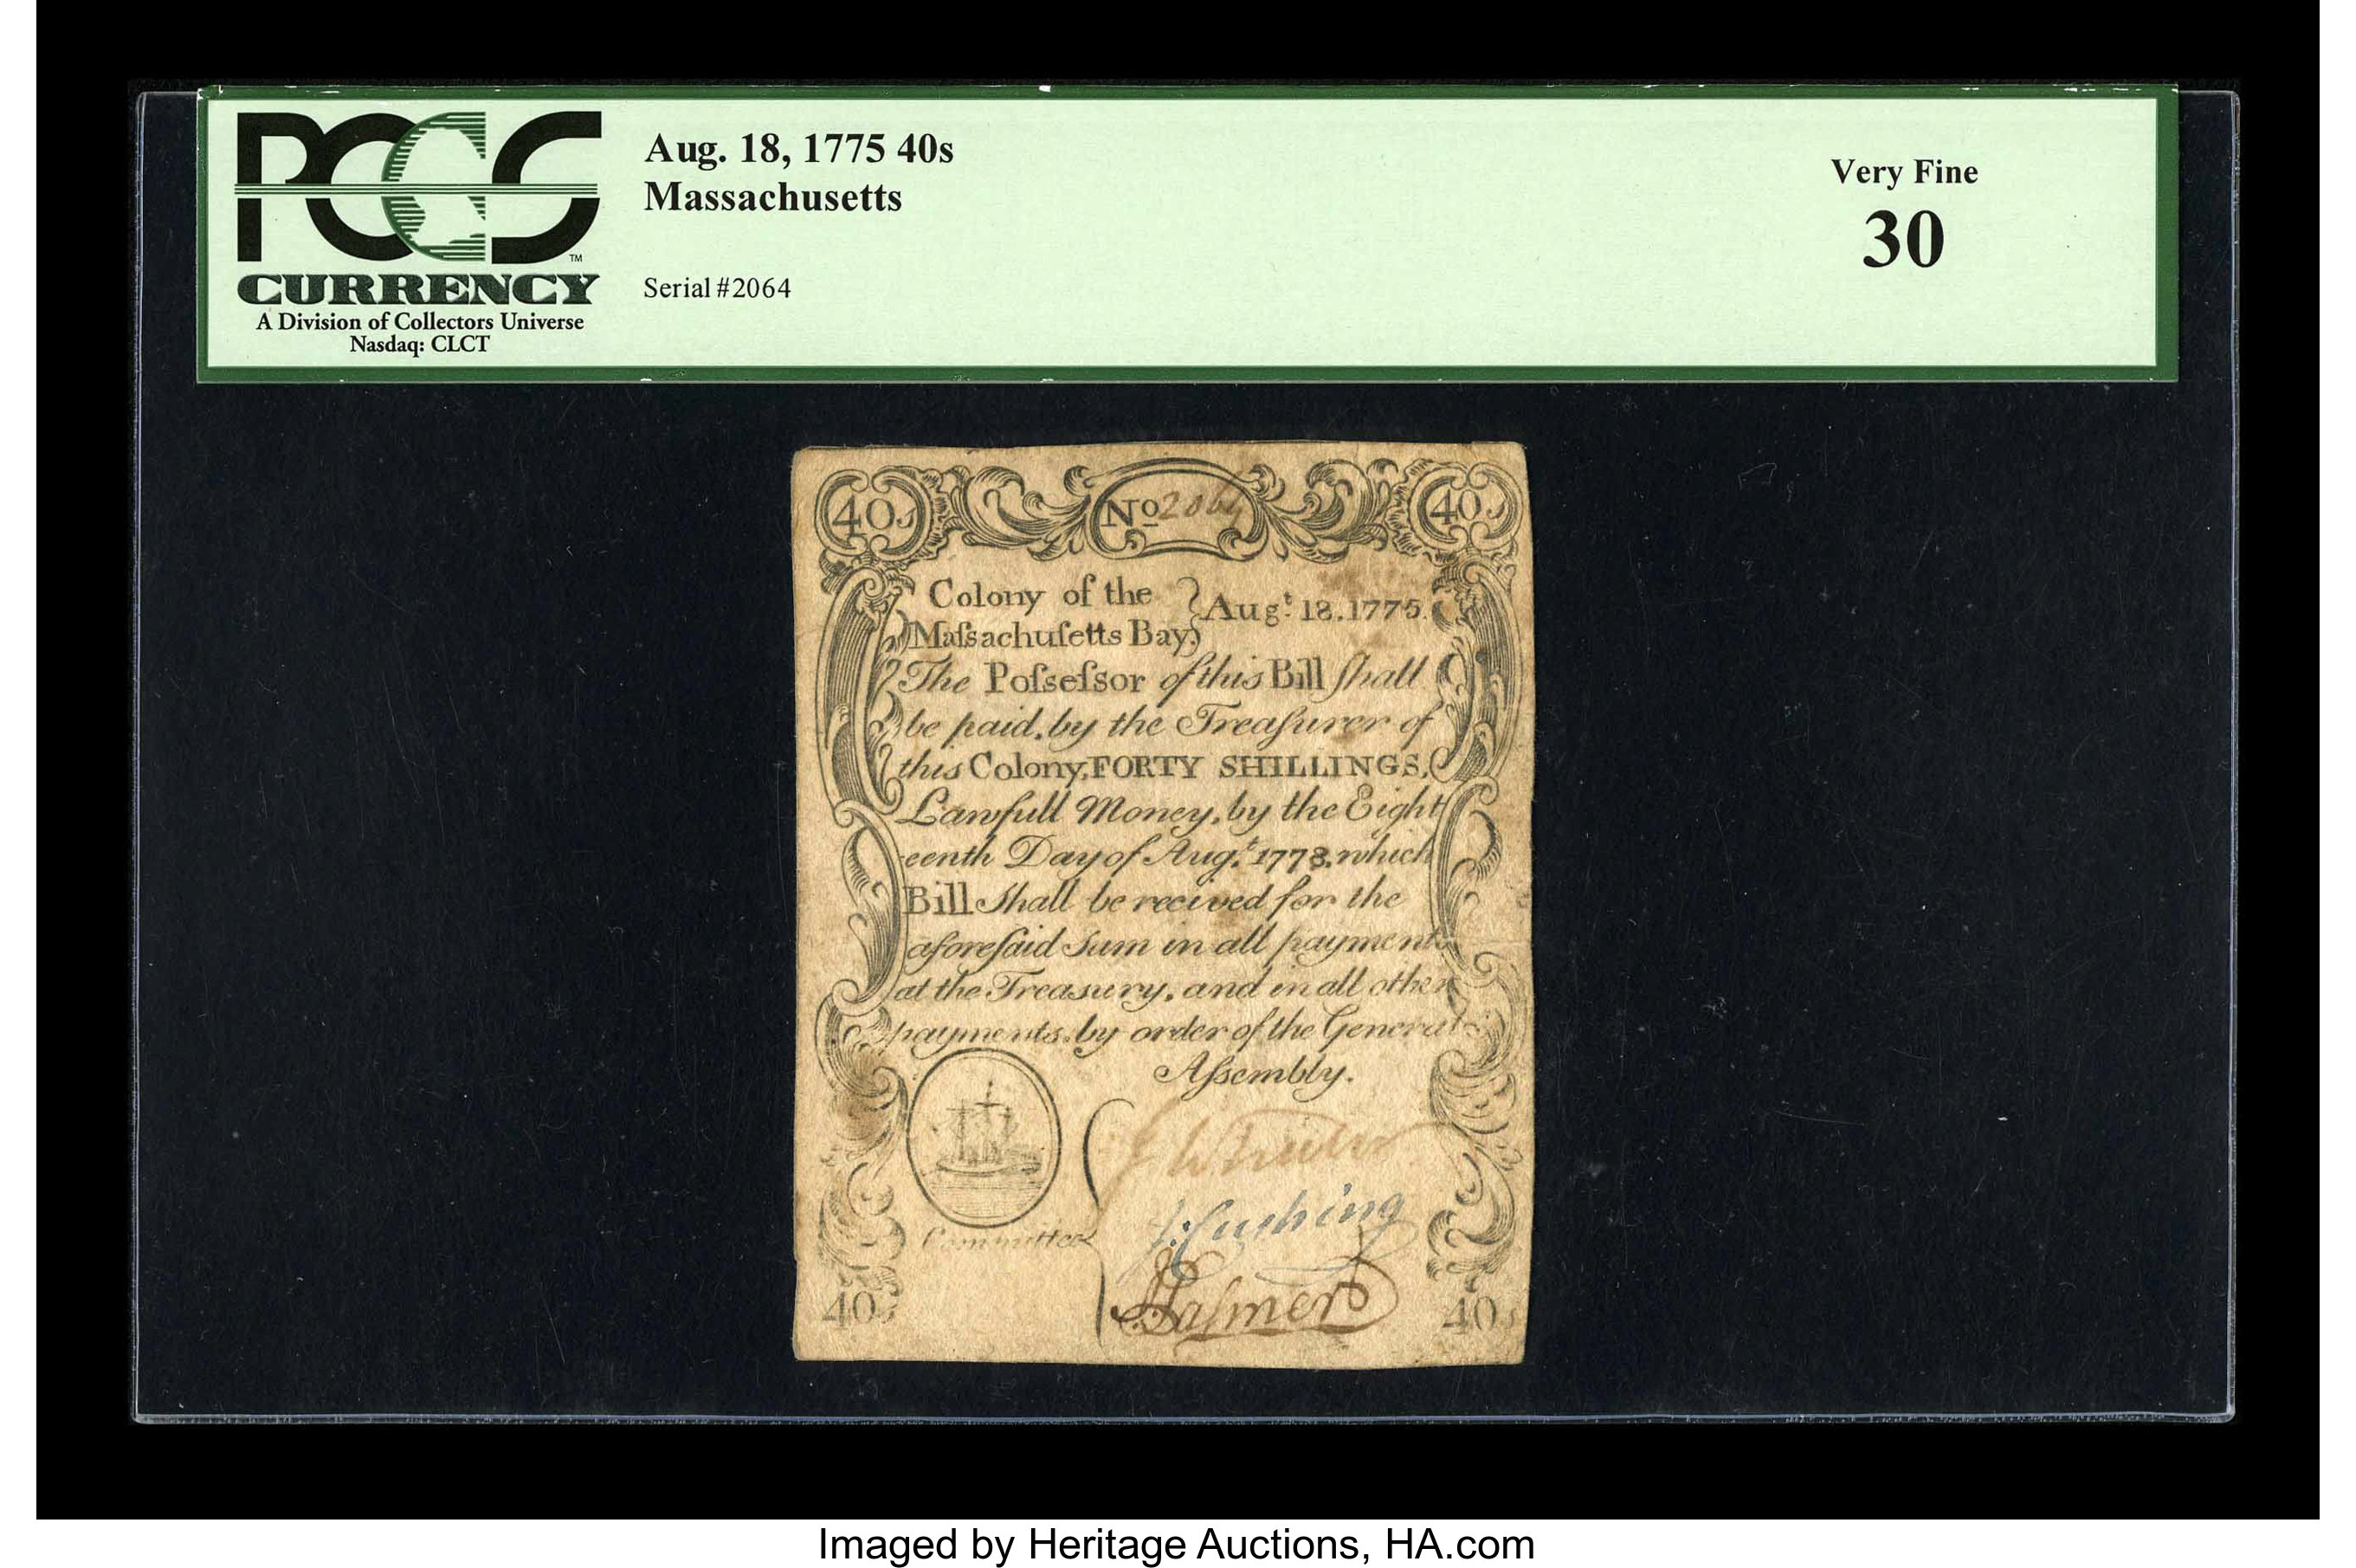 PCGS
CURRENCY
A Division of Collectors Universe
Nasdaq: CLCT
TM
Aug. 18, 1775 40s
Massachusetts
Serial #2064
Very Fine
30
40s No 2064 40s
Colony of the
Maſsachuſetts Bay
Augt. 18. 1775.
The Poſseſsor of this Bill ſhall
be paid, by the Treaſurer of
this Colony, FORTY SHILLINGS,
Lawfull Money, by the Eight
eenth Day of Augt. 1778, which
Bill Shall be recived for the
aforeſaid Sum in all payments
at the Treasury, and in all other
payments, by order of the General
Aſsembly.
J: Cushing
Committee
Palmer
40s 40s
Imaged by Heritage Auctions, HA.com